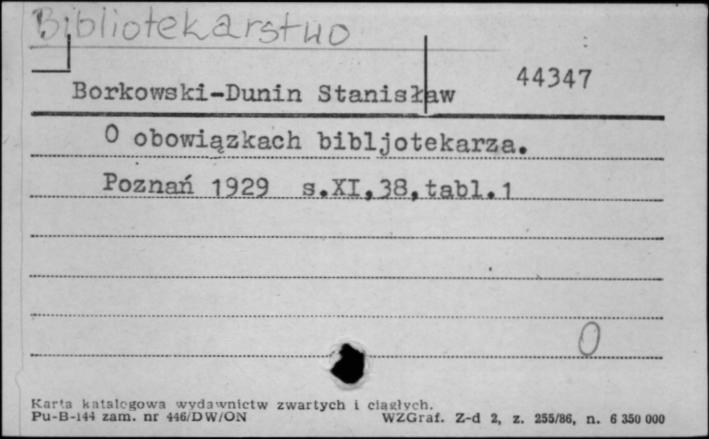 Bibliotekarstwo
44347
Borkowski-Dunin Stanisław
O obowiązkach bibljotekarza.
Poznań 1929 s.XI,38,tabl.1
0
Karta katalogowa wydawnictw zwartych i ciągłych.
Pu-B-144 zam. nr 446/DW/ON WZGraf. Z-d 2, z. 255/86, n. 6 350 000